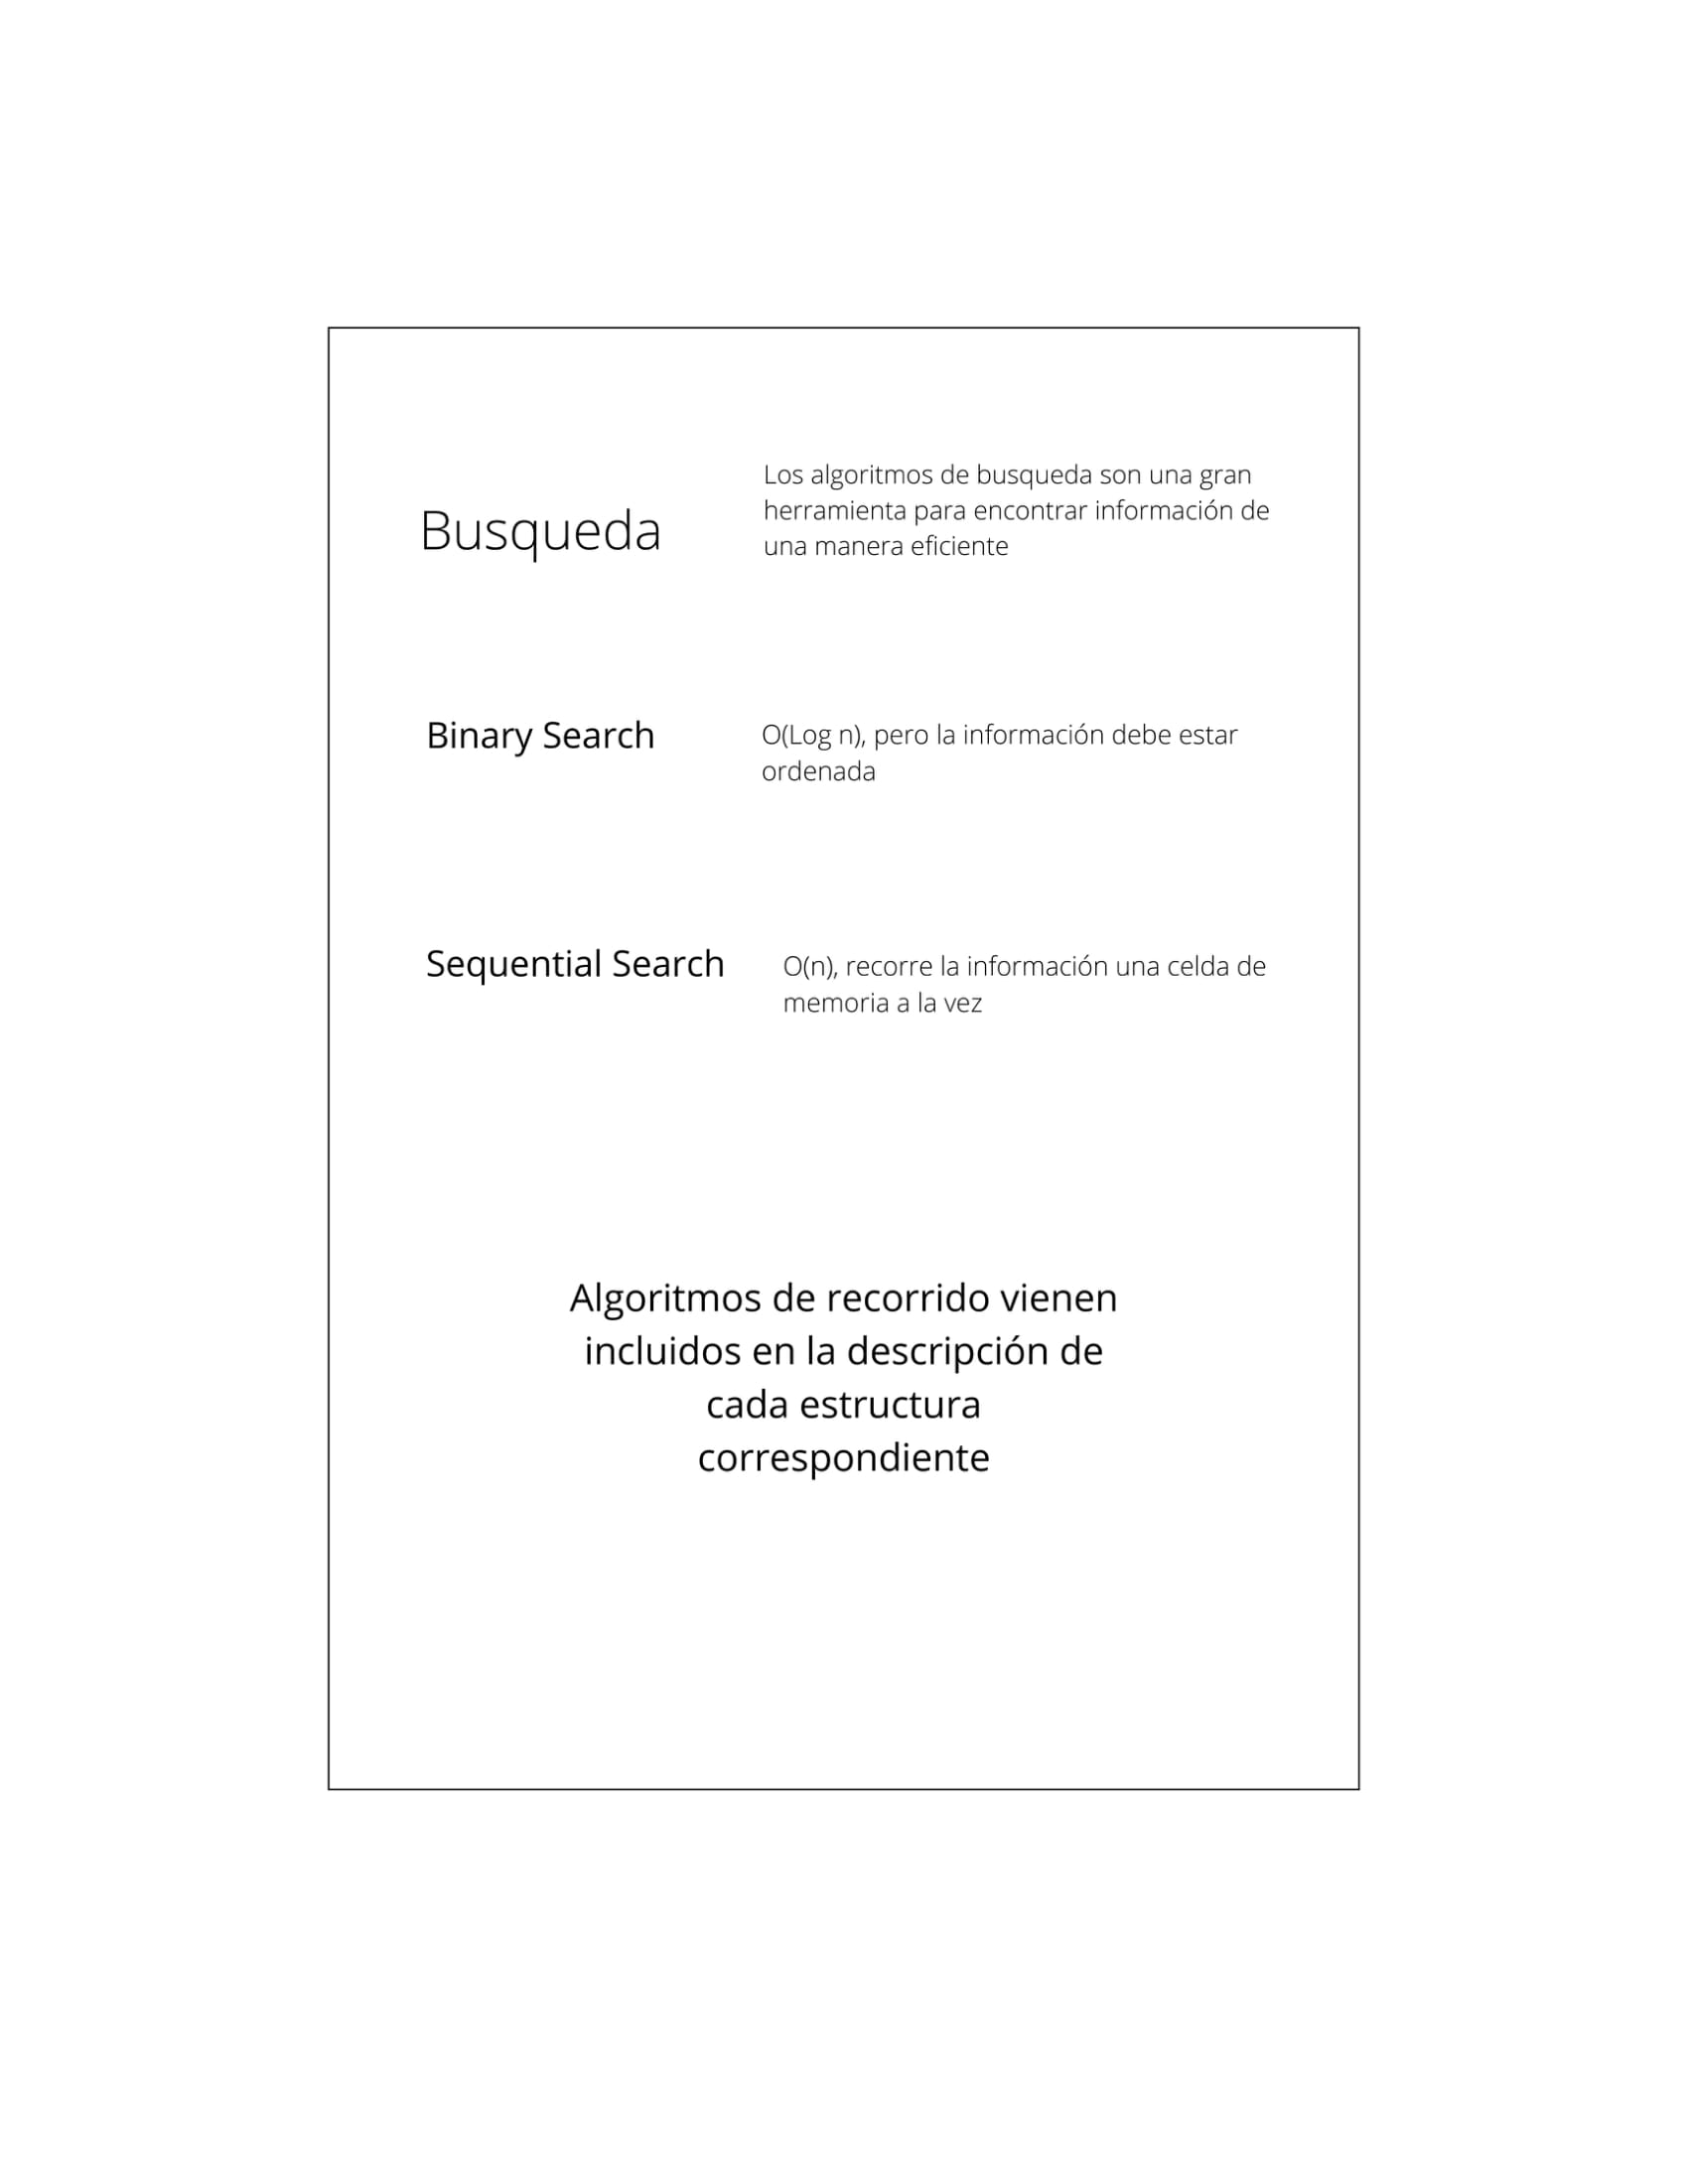 Busqueda
Los algoritmos de busqueda son una gran
herramienta para encontrar información de
una manera eficiente
Binary Search
O(Log n), pero la información debe estar
ordenada
Sequential Search
O(n), recorre la información una celda de
memoria a la vez
Algoritmos de recorrido vienen
incluidos en la descripción de
cada estructura
correspondiente